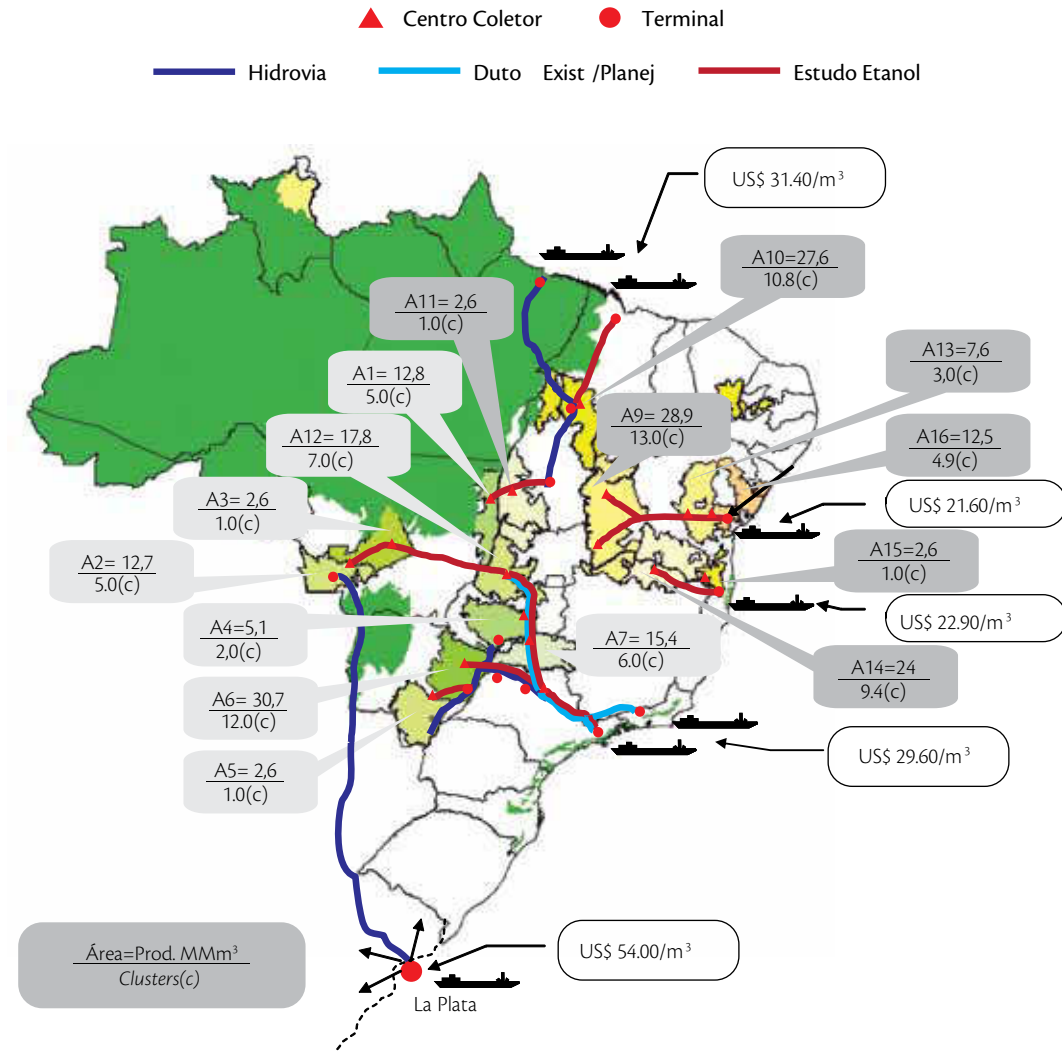 Centro Coletor
Terminal
Hidrovia
Duto Exist /Planej
Estudo Etanol
US$ 31.40/m³
A10=27,6
10.8(c)
A11= 2,6
1.0(c)
A13=7,6
3,0(c)
A1= 12,8
5.0(c)
A9= 28,9
13.0(c)
A12= 17,8
7.0(c)
A16=12,5
4.9(c)
A3= 2,6
1.0(c)
US$ 21.60/m³
A2= 12,7
5.0(c)
A15=2,6
1.0(c)
US$ 22.90/m³
A4=5,1
2,0(c)
A7= 15,4
6.0(c)
A14=24
9.4(c)
A6= 30,7
12.0(c)
US$ 29.60/m³
A5= 2,6
1.0(c)
Área=Prod. MMm³
Clusters(c)
US$ 54.00/m³
La Plata